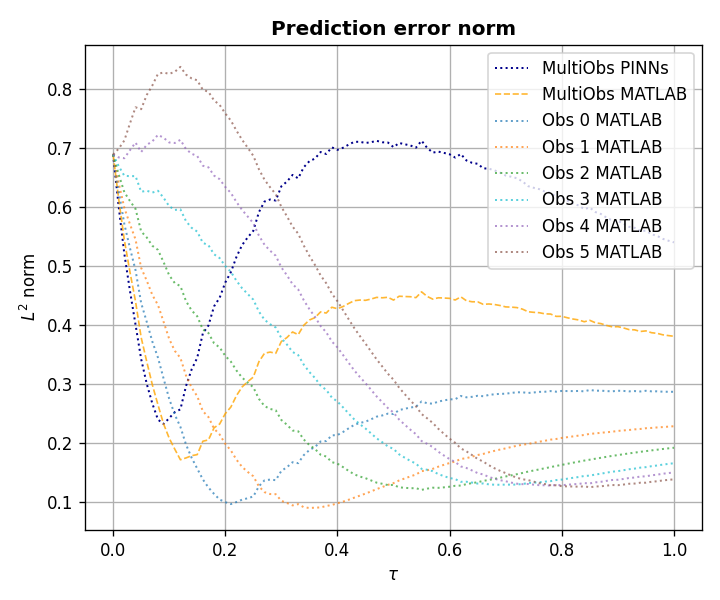 Prediction error norm
MultiObs PINNs
MultiObs MATLAB
Obs 0 MATLAB
Obs 1 MATLAB
Obs 2 MATLAB
Obs 3 MATLAB
Obs 4 MATLAB
Obs 5 MATLAB
L² norm
0.8
0.7
0.6
0.5
0.4
0.3
0.2
0.1
0.0 0.2 0.4 0.6 0.8 1.0
τ